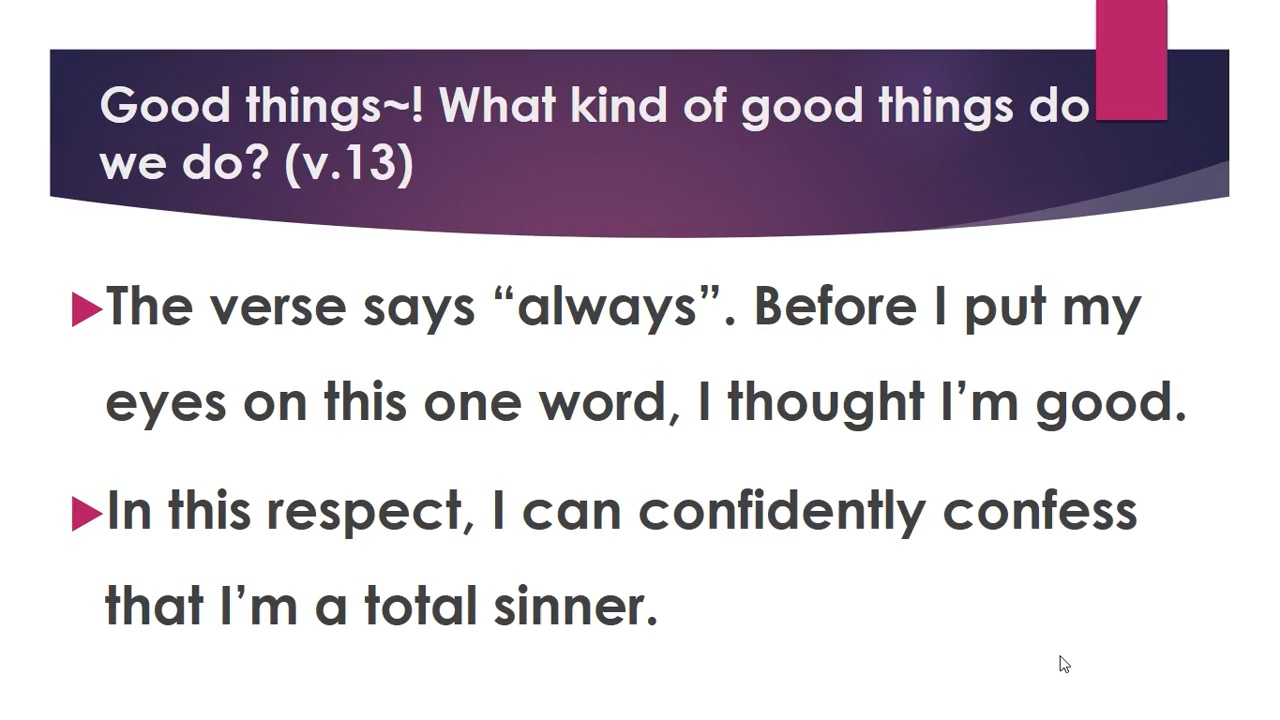 Good things~! What kind of good things do
we do? (v.13)
The verse says “always”. Before I put my
eyes on this one word, I thought I’m good.
In this respect, I can confidently confess
that I’m a total sinner.